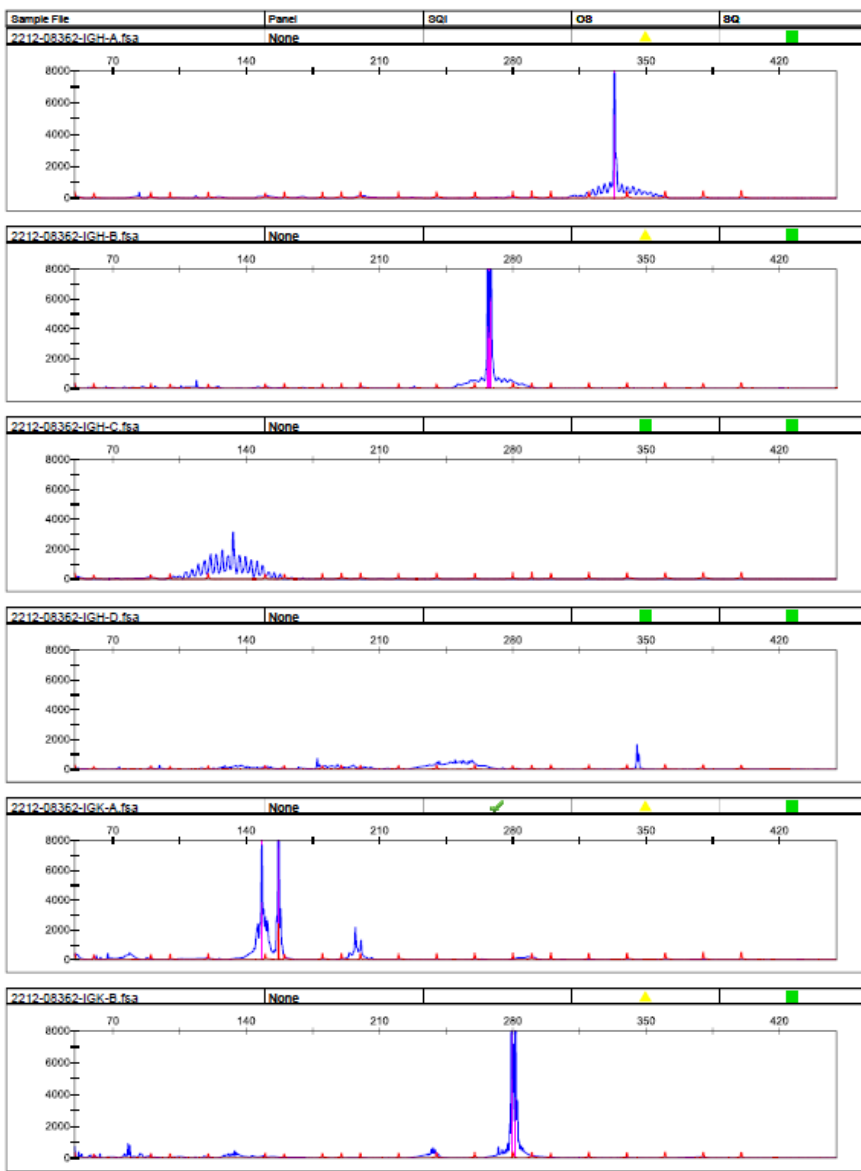 Sample File Panel SQI OS SQ
2212-08362-IGH-A.fsa None
70 140 210 280 350 420
8000
6000
4000
2000
0
2212-08362-IGH-B.fsa None
70 140 210 280 350 420
8000
6000
4000
2000
0
2212-08362-IGH-C.fsa None
70 140 210 280 350 420
8000
6000
4000
2000
0
2212-08362-IGH-D.fsa None
70 140 210 280 350 420
8000
6000
4000
2000
0
2212-08362-IGK-A.fsa None
70 140 210 280 350 420
8000
6000
4000
2000
0
2212-08362-IGK-B.fsa None
70 140 210 280 350 420
8000
6000
4000
2000
0